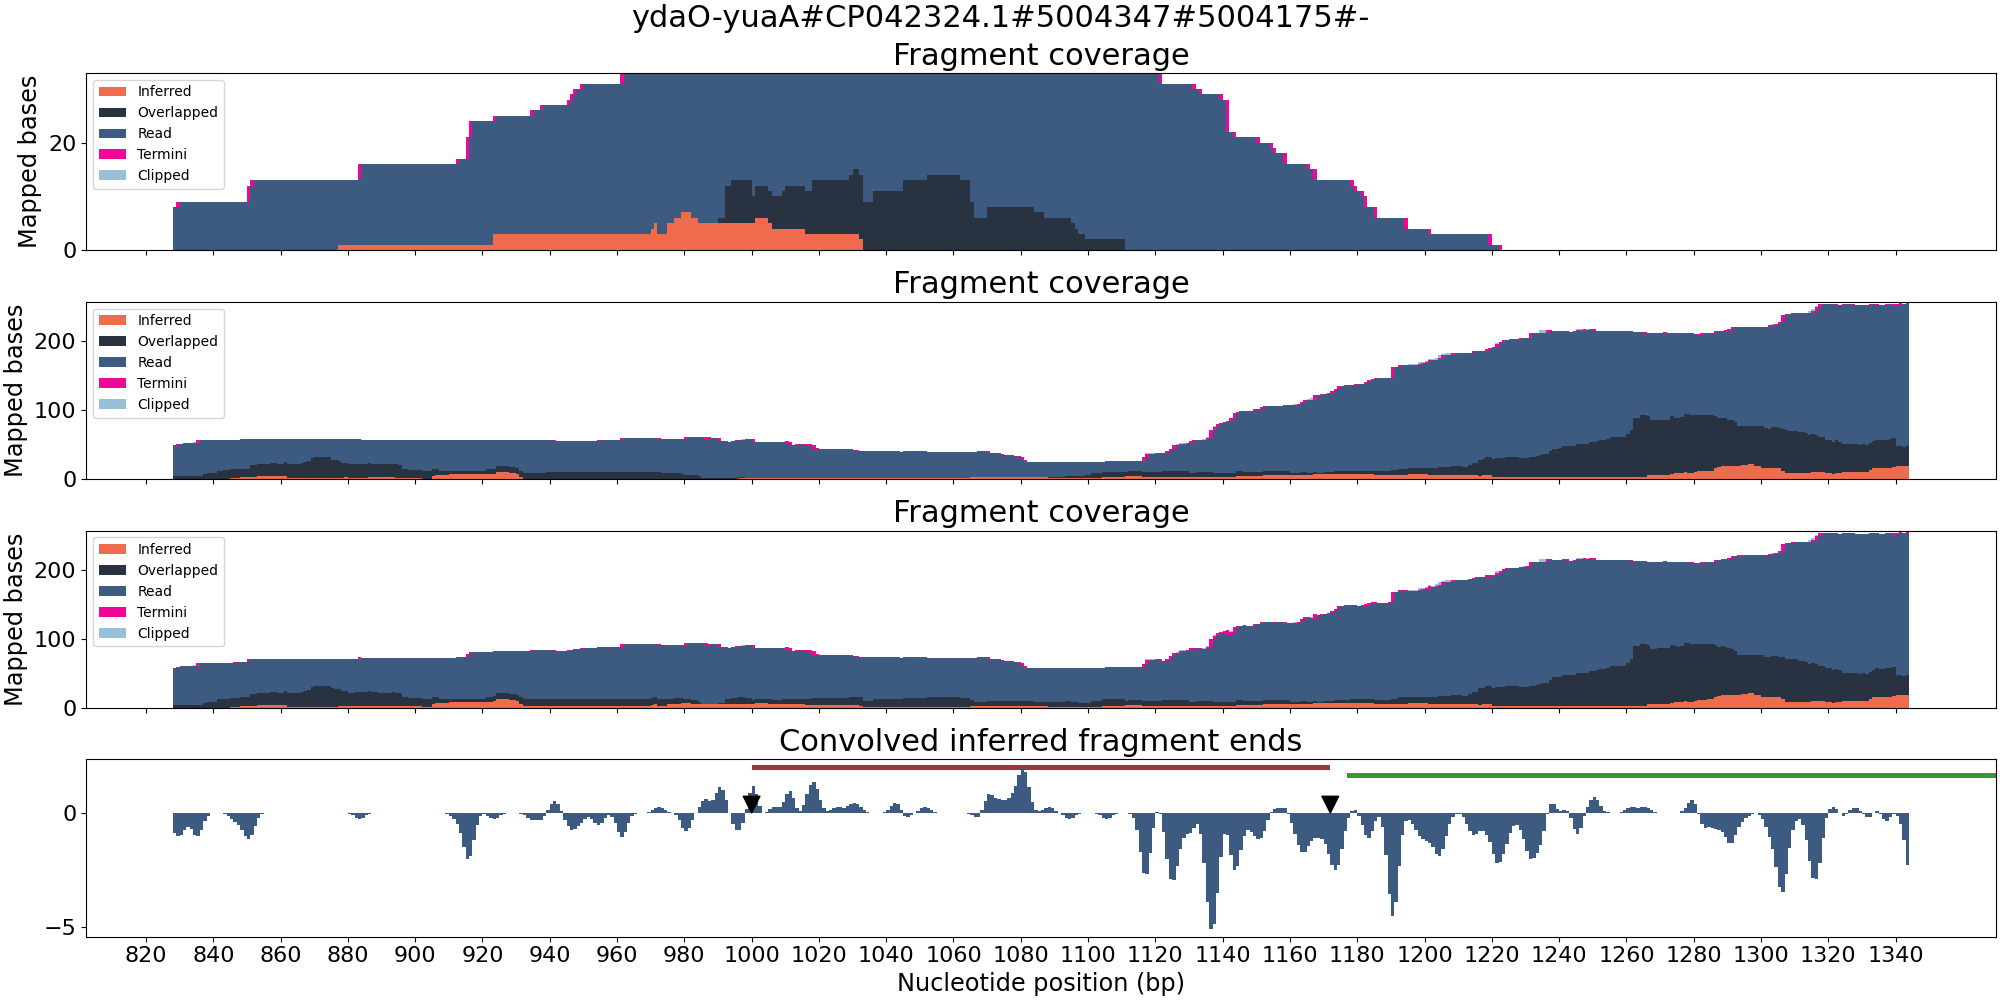 ydaO-yuaA#CP042324.1#5004347#5004175#-
Fragment coverage
Mapped bases
20
0
Inferred
Overlapped
Read
Termini
Clipped
Fragment coverage
Mapped bases
200
100
0
Inferred
Overlapped
Read
Termini
Clipped
Fragment coverage
Mapped bases
200
100
0
Inferred
Overlapped
Read
Termini
Clipped
Convolved inferred fragment ends
0
−5
820 840 860 880 900 920 940 960 980 1000 1020 1040 1060 1080 1100 1120 1140 1160 1180 1200 1220 1240 1260 1280 1300 1320 1340
Nucleotide position (bp)